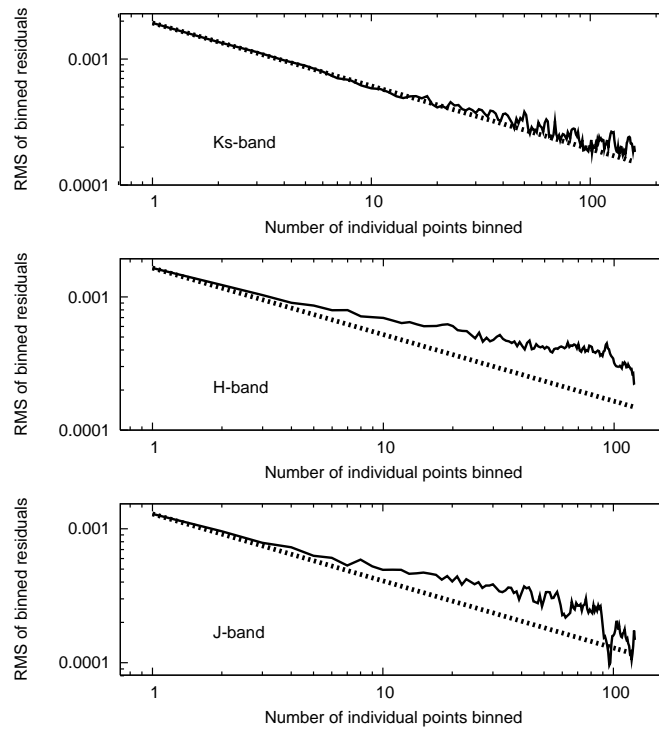 RMS of binned residuals
0.001
0.0001
Ks-band
1
10
100
Number of individual points binned
RMS of binned residuals
0.001
0.0001
H-band
1
10
100
Number of individual points binned
RMS of binned residuals
0.001
0.0001
J-band
1
10
100
Number of individual points binned